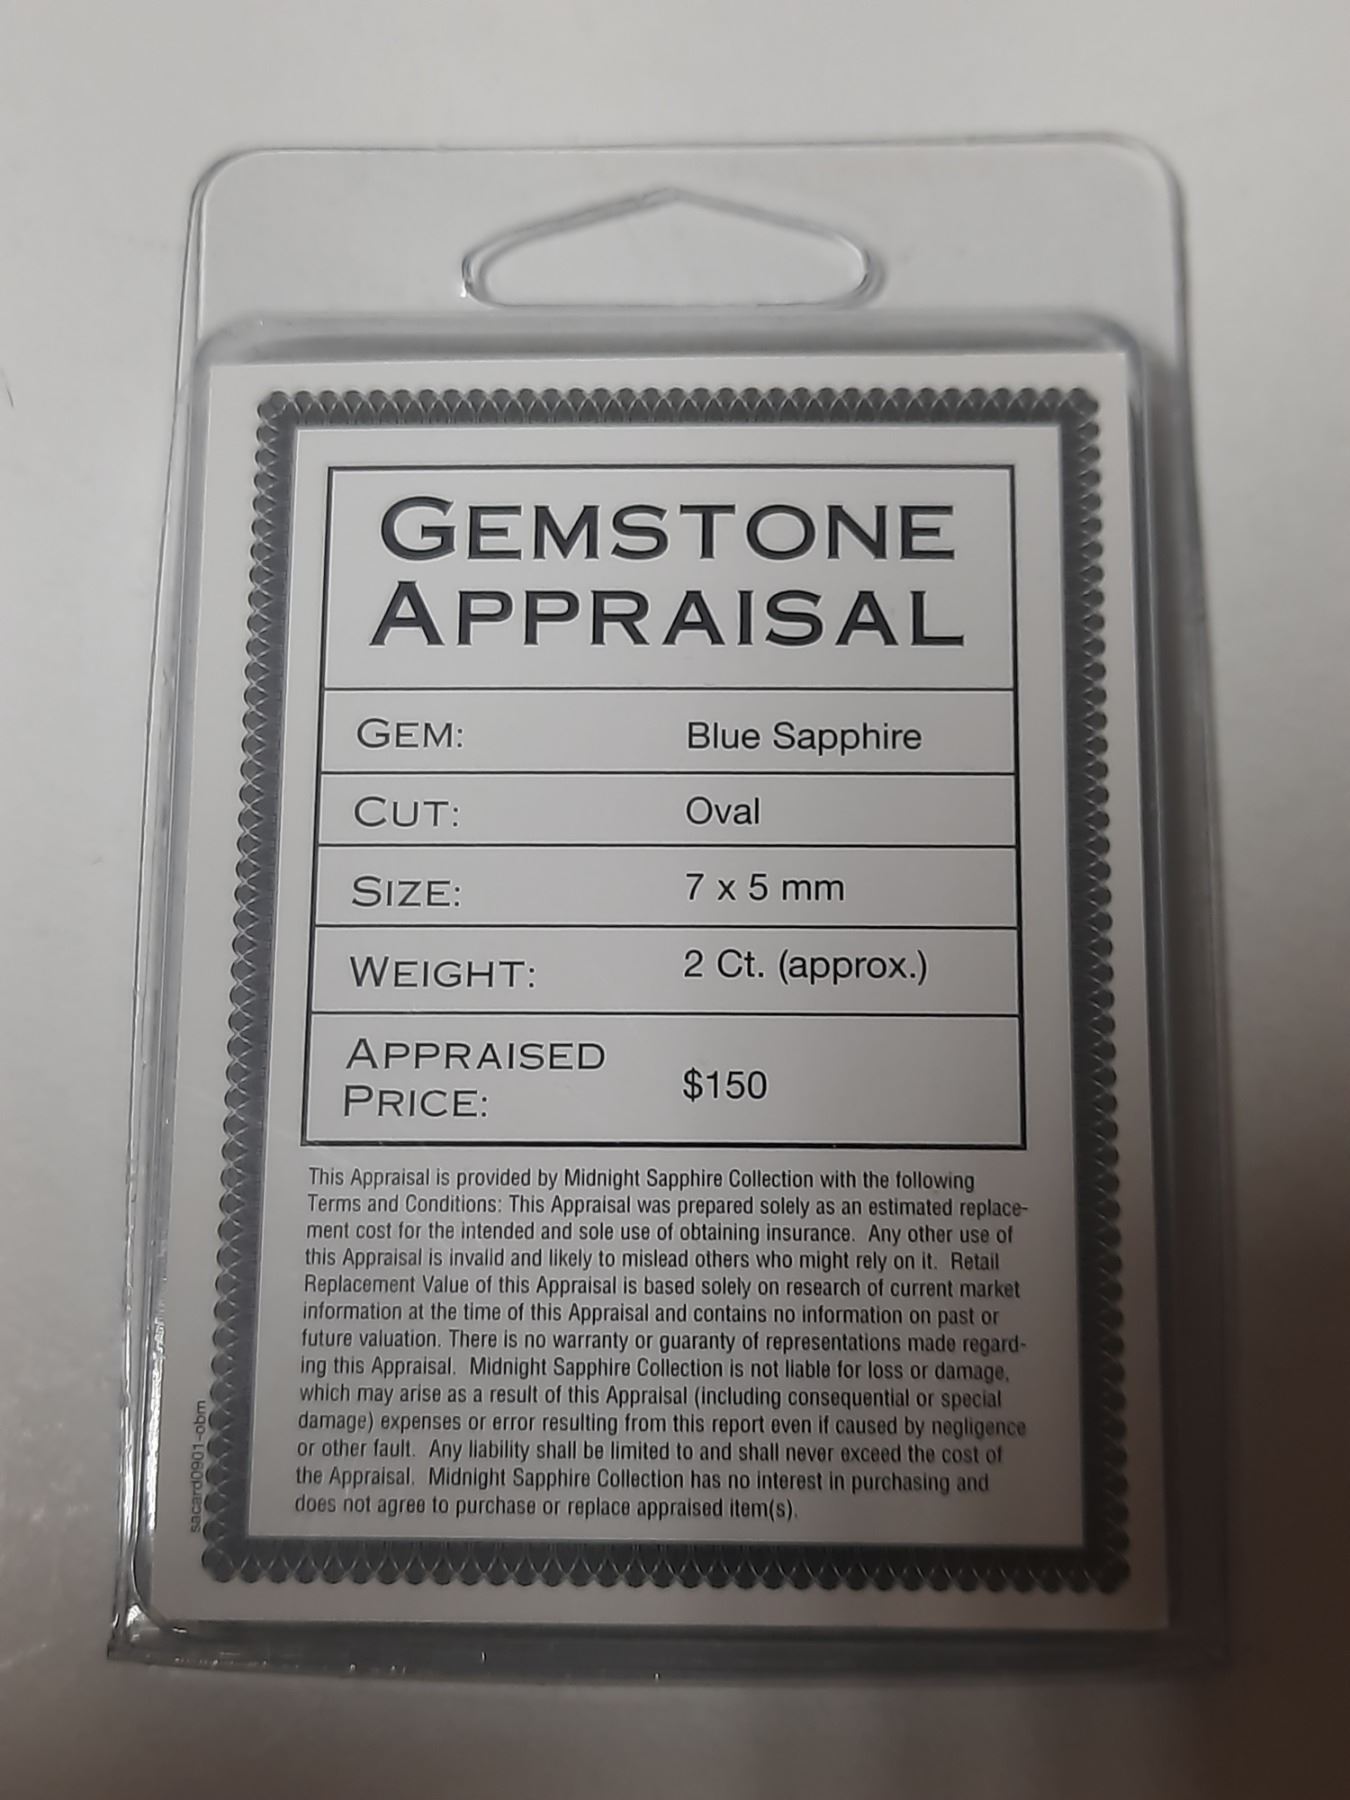 GEMSTONE
APPRAISAL
GEM: Blue Sapphire
CUT: Oval
SIZE: 7 x 5 mm
WEIGHT: 2 Ct. (approx.)
APPRAISED
PRICE: $150
This Appraisal is provided by Midnight Sapphire Collection with the following
Terms and Conditions: This Appraisal was prepared solely as an estimated replace-
ment cost for the intended and sole use of obtaining insurance. Any other use of
this Appraisal is invalid and likely to mislead others who might rely on it. Retail
Replacement Value of this Appraisal is based solely on research of current market
information at the time of this Appraisal and contains no information on past or
future valuation. There is no warranty or guaranty of representations made regard-
ing this Appraisal. Midnight Sapphire Collection is not liable for loss or damage,
which may arise as a result of this Appraisal (including consequential or special
damage) expenses or error resulting from this report even if caused by negligence
or other fault. Any liability shall be limited to and shall never exceed the cost of
the Appraisal. Midnight Sapphire Collection has no interest in purchasing and
does not agree to purchase or replace appraised item(s).
sacard0901-obm